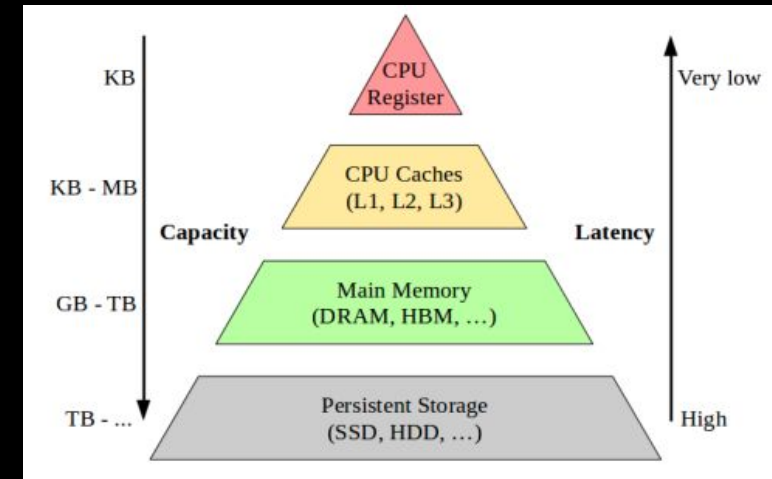 KB
CPU
Register
Very low
KB - MB
CPU Caches
(L1, L2, L3)
Capacity
Latency
GB - TB
Main Memory
(DRAM, HBM, …)
TB - ...
Persistent Storage
(SSD, HDD, …)
High